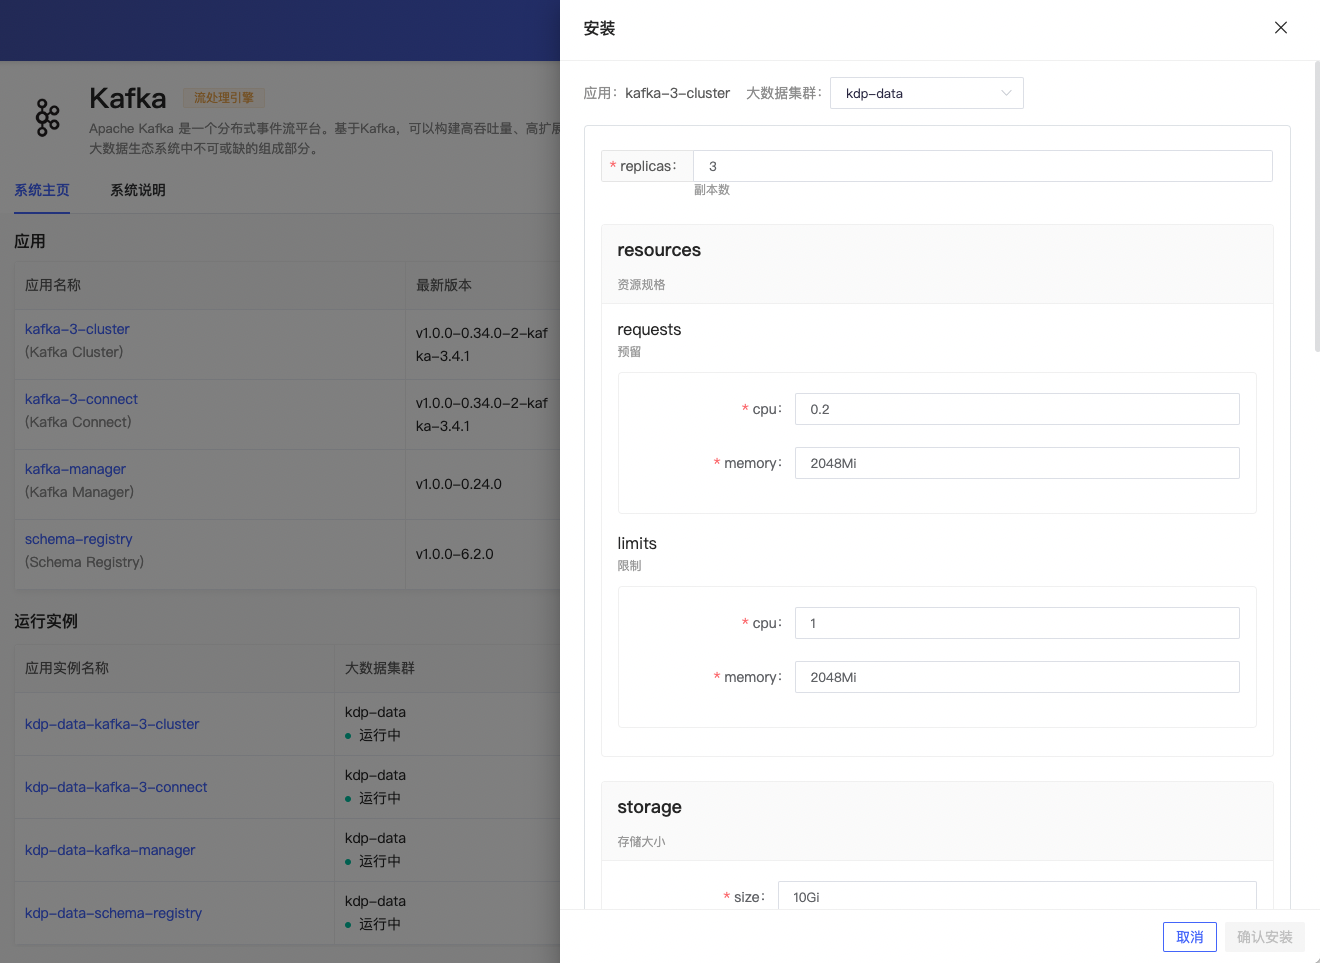 Kafka 流处理引擎
Apache Kafka 是一个分布式事件流平台。基于Kafka，可以构建高吞吐量、高扩展
大数据生态系统中不可或缺的组成部分。
系统主页 系统说明
应用
应用名称 最新版本
kafka-3-cluster
(Kafka Cluster)
v1.0.0-0.34.0-2-kaf
ka-3.4.1
kafka-3-connect
(Kafka Connect)
v1.0.0-0.34.0-2-kaf
ka-3.4.1
kafka-manager
(Kafka Manager)
v1.0.0-0.24.0
schema-registry
(Schema Registry)
v1.0.0-6.2.0
运行实例
应用实例名称 大数据集群
kdp-data-kafka-3-cluster
kdp-data
运行中
kdp-data-kafka-3-connect
kdp-data
运行中
kdp-data-kafka-manager
kdp-data
运行中
kdp-data-schema-registry
kdp-data
运行中
安装
应用: kafka-3-cluster 大数据集群: kdp-data
* replicas: 3
副本数
resources
资源规格
requests
预留
* cpu: 0.2
* memory: 2048Mi
limits
限制
* cpu: 1
* memory: 2048Mi
storage
存储大小
* size: 10Gi
取消 确认安装